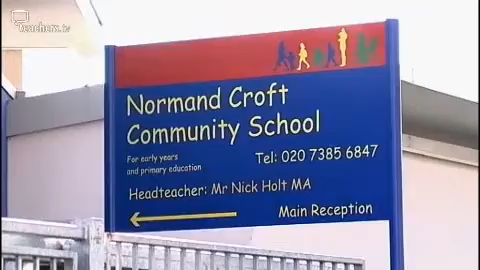 Teachers.tv
Normand Croft
Community School
For early years
and primary education
Tel: 020 7385 6847
Headteacher: Mr Nick Holt MA
Main Reception